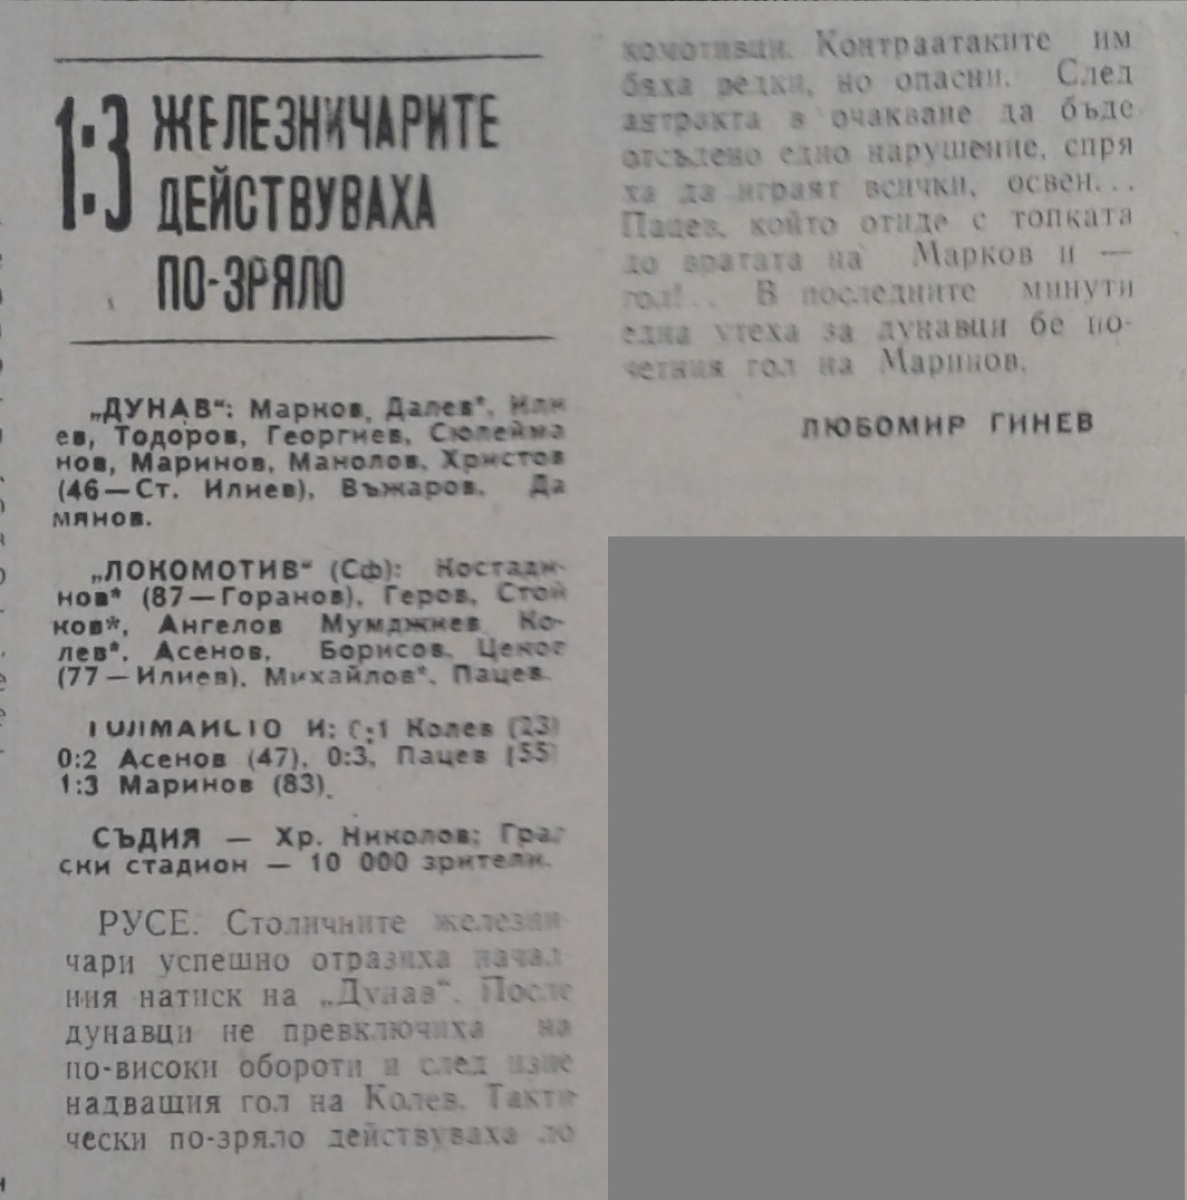 1:3 ЖЕЛЕЗНИЧАРИТЕ
ДЕЙСТВУВАХА
ПО-ЗРЯЛО
„ДУНАВ“: Марков, Далев*, Или
ев, Тодоров, Георгиев, Сюлейма
нов, Маринов, Манолов, Христов
(46—Ст. Илиев), Въжаров, Да
мянов.
„ЛОКОМОТИВ“ (Сф): Костади-
нов* (87—Горанов), Геров, Стой
ков*, Ангелов Мумджиев, Ко-
лев*, Асенов, Борисов, Цеков
(77—Илиев), Михайлов*, Пацев.
ГОЛМАЙСТО И: 0:1 Колев (23)
0:2 Асенов (47), 0:3, Пацев (55)
1:3 Маринов (83).
СЪДИЯ — Хр. Николов; Град
ски стадион — 10 000 зрители.
РУСЕ. Столичните железни
чари успешно отразиха начал
ния натиск на „Дунав“. После
дунавци не превключиха на
по-високи обороти и след изне
надващия гол на Колев. Такти
чески по-зряло действуваха ло
комотивци. Контраатаките им
бяха редки, но опасни. След
антракта в очакване да бъде
отсъдено едно нарушение, спря
ха да играят всички, освен...
Пацев, който отиде с топката
до вратата на Марков и —
гол!.. В последните минути
една утеха за дунавци бе по-
четния гол на Маринов.
ЛЮБОМИР ГИНЕВ